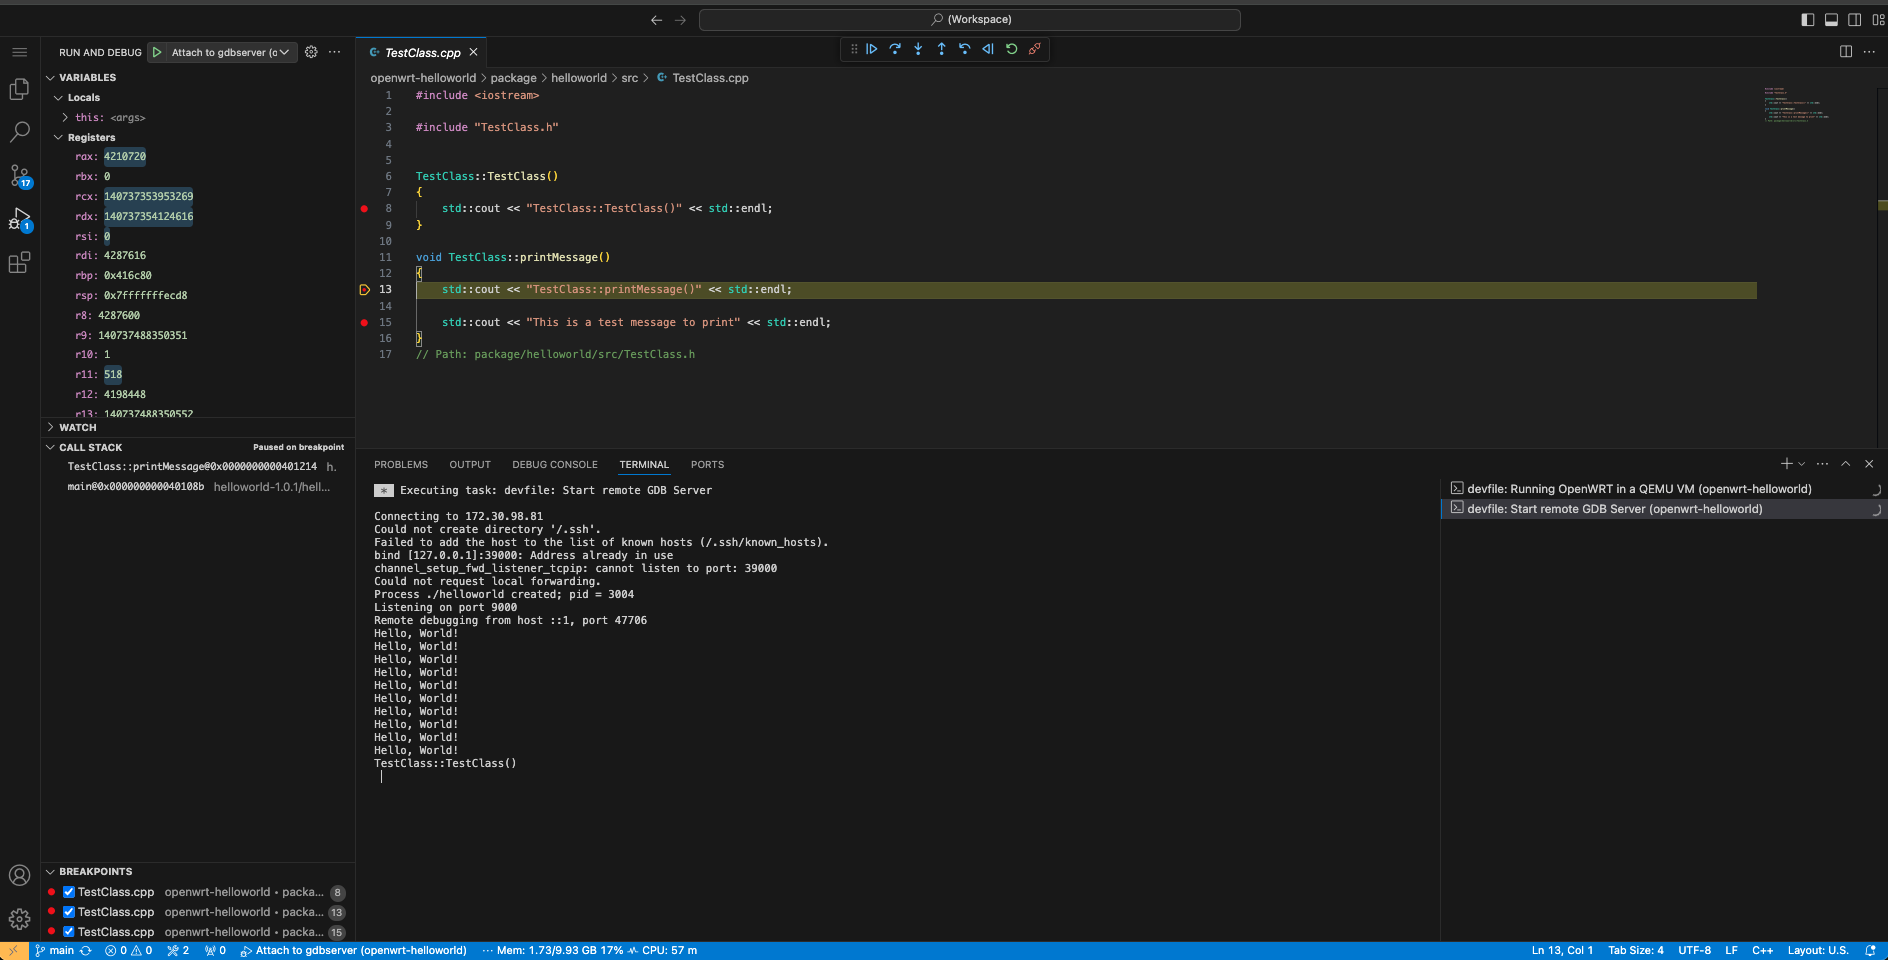 (Workspace)
RUN AND DEBUG
Attach to gdbserver (o
VARIABLES
Locals
this: <args>
Registers
rax: 4210720
rbx: 0
rcx: 140737353953269
rdx: 140737354124616
rsi: 0
rdi: 4287616
rbp: 0x416c80
rsp: 0x7fffffffecd8
r8: 4287600
r9: 140737488350351
r10: 1
r11: 518
r12: 4198448
r13: 140737488350552
WATCH
CALL STACK
Paused on breakpoint
TestClass::printMessage@0x0000000000401214 h.
main@0x000000000040108b helloworld-1.0.1/hell...
BREAKPOINTS
TestClass.cpp openwrt-helloworld • packa... 8
TestClass.cpp openwrt-helloworld • packa... 13
TestClass.cpp openwrt-helloworld • packa... 15
17
1
TestClass.cpp
openwrt-helloworld > package > helloworld > src > TestClass.cpp
1 #include <iostream>
2
3 #include "TestClass.h"
4
5
6 TestClass::TestClass()
7 {
8 std::cout << "TestClass::TestClass()" << std::endl;
9 }
10
11 void TestClass::printMessage()
12 {
13 std::cout << "TestClass::printMessage()" << std::endl;
14
15 std::cout << "This is a test message to print" << std::endl;
16 }
17 // Path: package/helloworld/src/TestClass.h
PROBLEMS OUTPUT DEBUG CONSOLE TERMINAL PORTS
* Executing task: devfile: Start remote GDB Server
Connecting to 172.30.98.81
Could not create directory '/.ssh'.
Failed to add the host to the list of known hosts (/.ssh/known_hosts).
bind [127.0.0.1]:39000: Address already in use
channel_setup_fwd_listener_tcpip: cannot listen to port: 39000
Could not request local forwarding.
Process ./helloworld created; pid = 3004
Listening on port 9000
Remote debugging from host ::1, port 47706
Hello, World!
Hello, World!
Hello, World!
Hello, World!
Hello, World!
Hello, World!
Hello, World!
Hello, World!
Hello, World!
Hello, World!
TestClass::TestClass()
devfile: Running OpenWRT in a QEMU VM (openwrt-helloworld)
devfile: Start remote GDB Server (openwrt-helloworld)
main 0 0 2 0 Attach to gdbserver (openwrt-helloworld) ··· Mem: 1.73/9.93 GB 17% CPU: 57 m
Ln 13, Col 1 Tab Size: 4 UTF-8 LF C++ Layout: U.S.